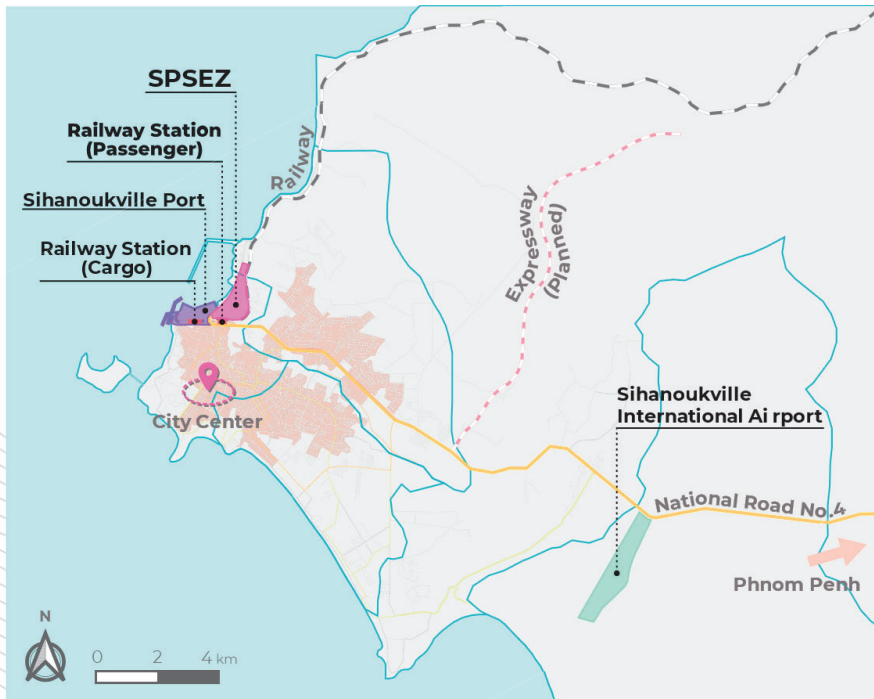 SPSEZ
Railway Station
(Passenger)
Sihanoukville Port
Railway Station
(Cargo)
Railway
Expressway
(Planned)
City Center
Sihanoukville
International Ai rport
National Road No.4
Phnom Penh
N
0 2 4 km